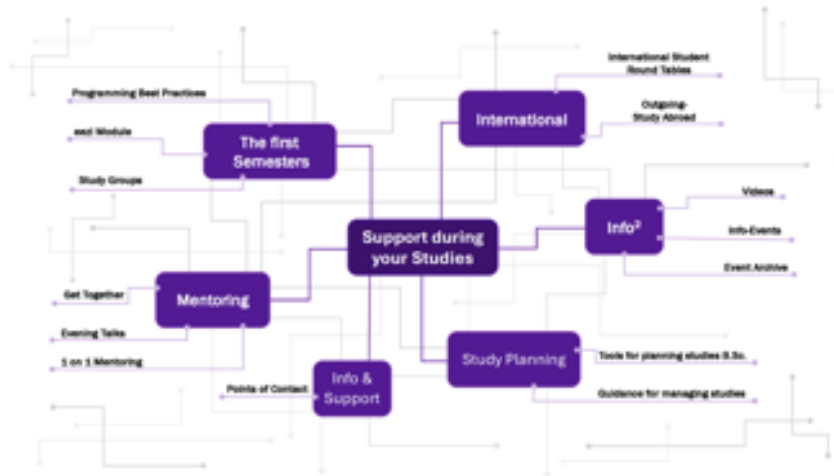 International Student
Round Tables
Programming Best Practices
International
Outgoing-
Study Abroad
The first
Semesters
Module
Study Groups
Videos
Support during
your Studies
Info²
Info-Events
Event Archive
Get Together
Mentoring
Evening Talks
Study Planning
Tools for planning studies B.Sc.
1 on 1 Mentoring
Info &
Support
Points of Contact
Guidance for managing studies